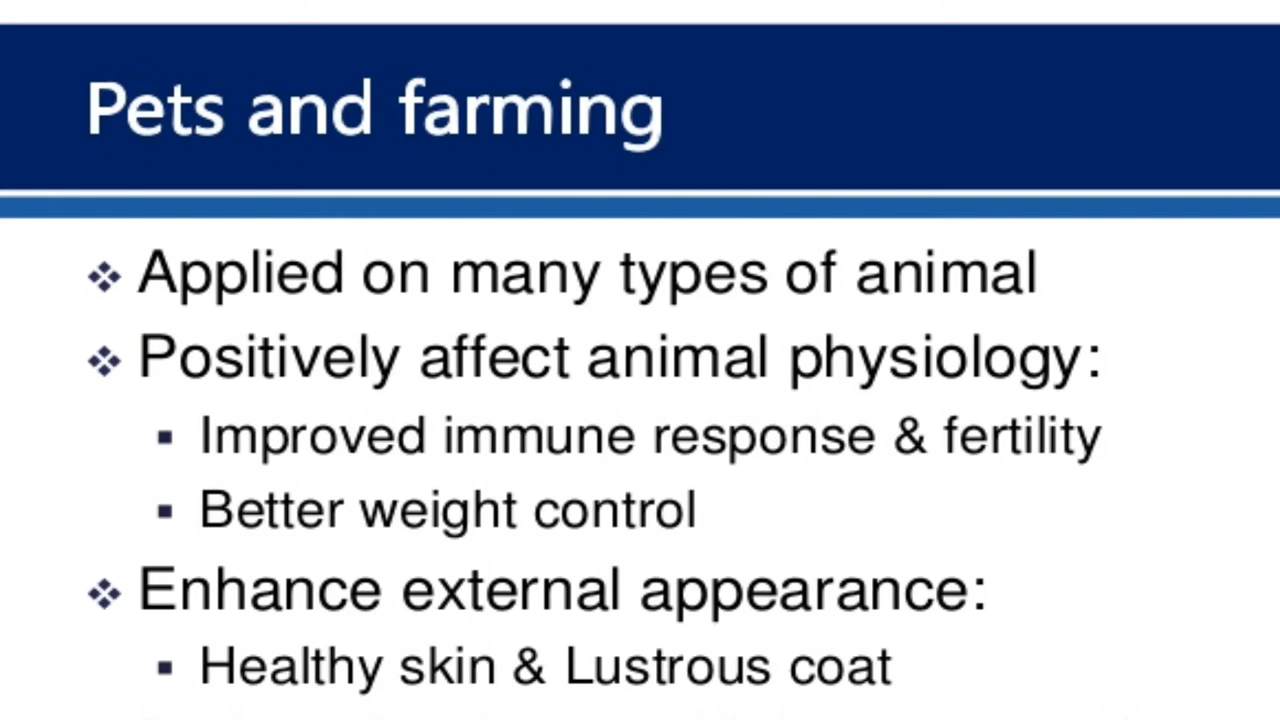 Pets and farming
❖ Applied on many types of animal
❖ Positively affect animal physiology:
▪ Improved immune response & fertility
▪ Better weight control
❖ Enhance external appearance:
▪ Healthy skin & Lustrous coat